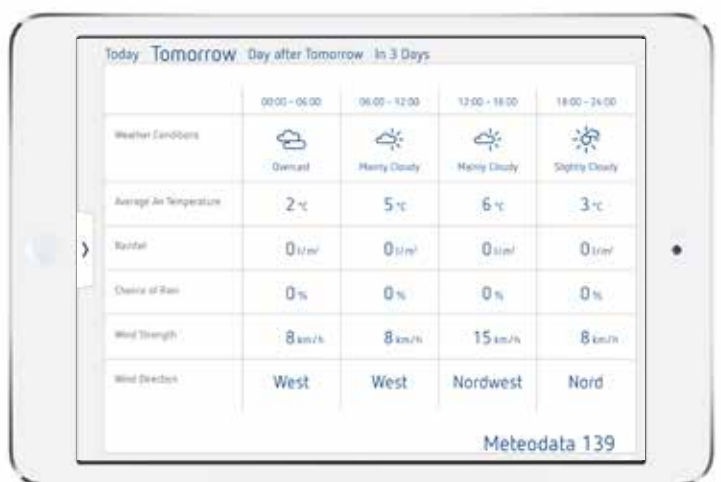 Today Tomorrow Day after Tomorrow In 3 Days
00:00 - 06:00 06:00 - 12:00 12:00 - 18:00 18:00 - 24:00
Weather Conditions Overcast Mainly Cloudy Mainly Cloudy Slightly Cloudy
Average Air Temperature 2 °C 5 °C 6 °C 3 °C
Rainfall 0 l/m² 0 l/m² 0 l/m² 0 l/m²
Chance of Rain 0 % 0 % 0 % 0 %
Wind Strength 8 km/h 8 km/h 15 km/h 8 km/h
Wind Direction West West Nordwest Nord
Meteodata 139